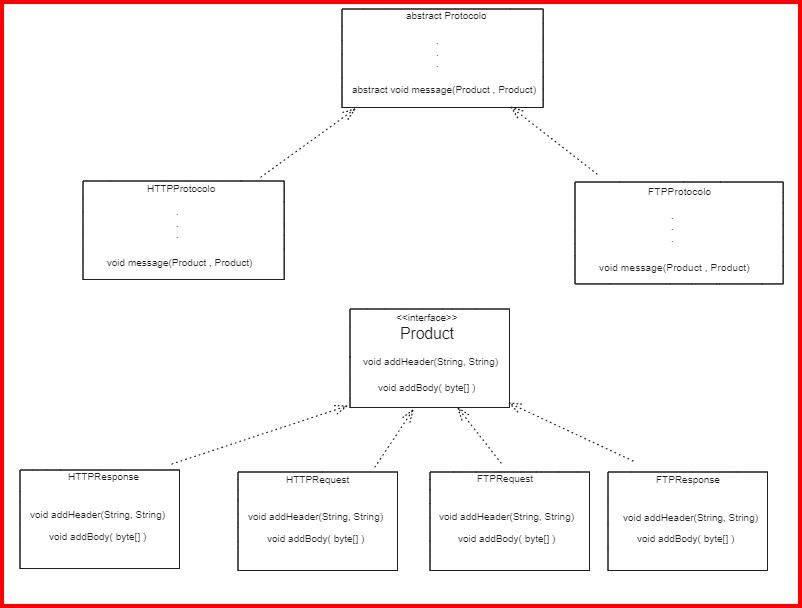 abstract Protocolo
.
.
.
abstract void message(Product , Product)
HTTPProtocolo
.
.
.
void message(Product , Product)
FTPProtocolo
.
.
.
void message(Product , Product)
<<interface>>
Product
void addHeader(String, String)
void addBody( byte[] )
HTTPResponse
void addHeader(String, String)
void addBody( byte[] )
HTTPRequest
void addHeader(String, String)
void addBody( byte[] )
FTPRequest
void addHeader(String, String)
void addBody( byte[] )
FTPResponse
void addHeader(String, String)
void addBody( byte[] )